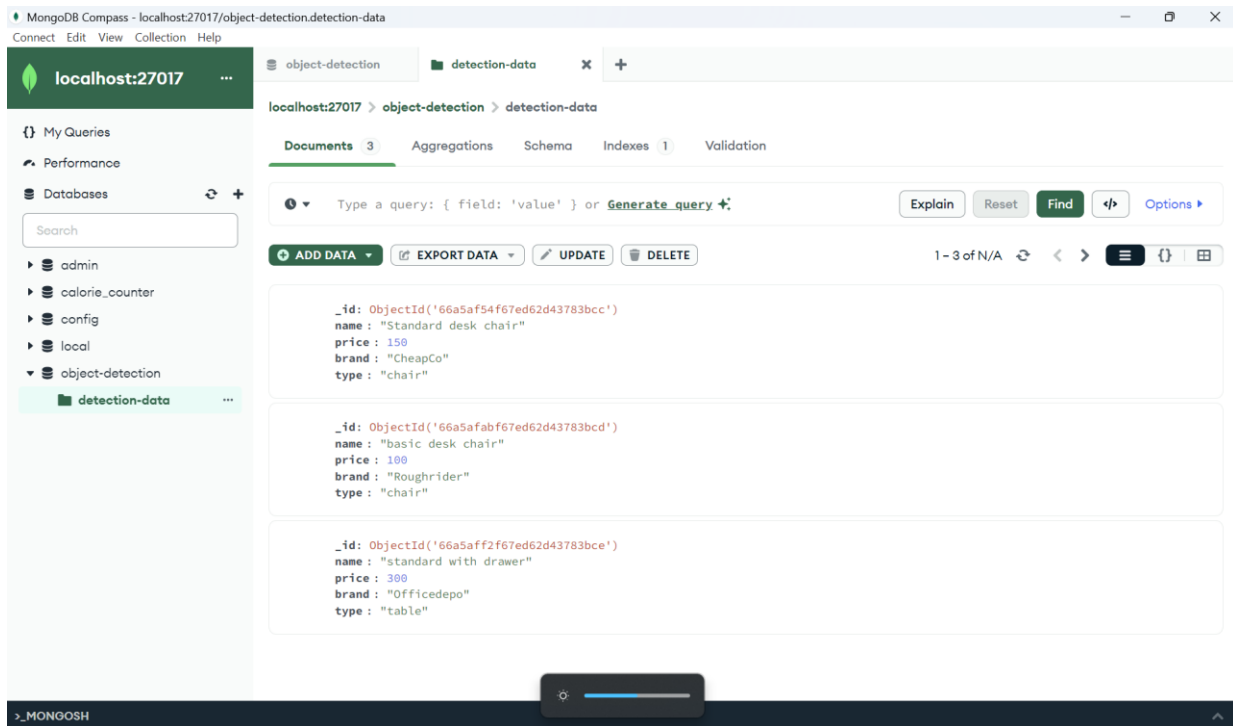 MongoDB Compass - localhost:27017/object-detection.detection-data
Connect Edit View Collection Help
localhost:27017 ...
{} My Queries
Performance
Databases
Search
admin
calorie_counter
config
local
object-detection
detection-data ...
object-detection detection-data
localhost:27017 > object-detection > detection-data
Documents 3 Aggregations Schema Indexes 1 Validation
Type a query: { field: 'value' } or Generate query
Explain Reset Find </> Options
ADD DATA EXPORT DATA UPDATE DELETE
1 – 3 of N/A {}
_id: ObjectId('66a5af54f67ed62d43783bcc')
name : "Standard desk chair"
price : 150
brand : "CheapCo"
type : "chair"
_id: ObjectId('66a5afabf67ed62d43783bcd')
name : "basic desk chair"
price : 100
brand : "Roughrider"
type : "chair"
_id: ObjectId('66a5aff2f67ed62d43783bce')
name : "standard with drawer"
price : 300
brand : "Officedepo"
type : "table"
>_MONGOSH